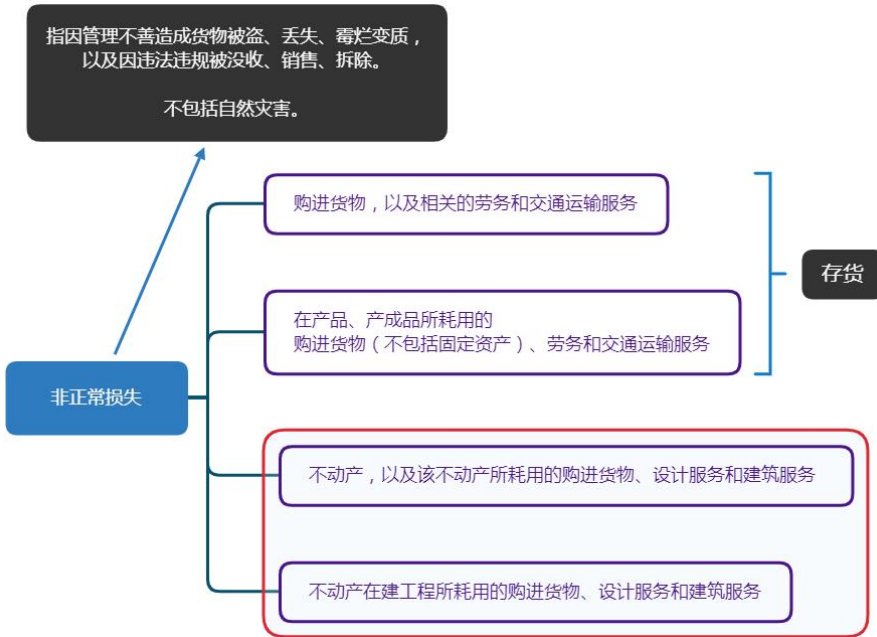 指因管理不善造成货物被盗、丢失、霉烂变质，
以及因违法违规被没收、销售、拆除。
不包括自然灾害。
购进货物，以及相关的劳务和交通运输服务
存货
在产品、产成品所耗用的
购进货物（不包括固定资产）、劳务和交通运输服务
非正常损失
不动产，以及该不动产所耗用的购进货物、设计服务和建筑服务
不动产在建工程所耗用的购进货物、设计服务和建筑服务